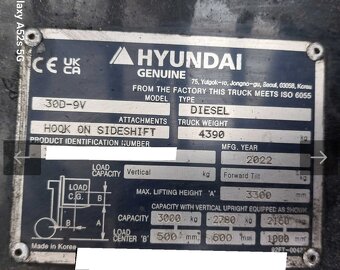 Galaxy A52s 5G
CE UKCA HYUNDAI
GENUINE 75, Yulgok-ro, Jongno-gu, Seoul, 03058, Korea
FROM THE FACTORY THIS TRUCK MEETS ISO 6055
MODEL TYPE
30D-9V DIESEL
ATTACHMENTS TRUCK WEIGHT
HOOK ON SIDESHIFT 4390 kg
PRODUCT IDENTIFICATION NUMBER MFG. YEAR
2022
LOAD CAPACITY Vertical kg Forward Tilt
LOAD C.G. B
MAX. LIFTING HEIGHT 'A' 3300 mm
A
CAPACITY WITH VERTICAL UPRIGHT EQUIPPED AS SHOWN
CAPACITY 3000 kg 2780 kg kg
LOAD CENTER 'B' 500 mm 600 mm 1000 mm
Made in Korea